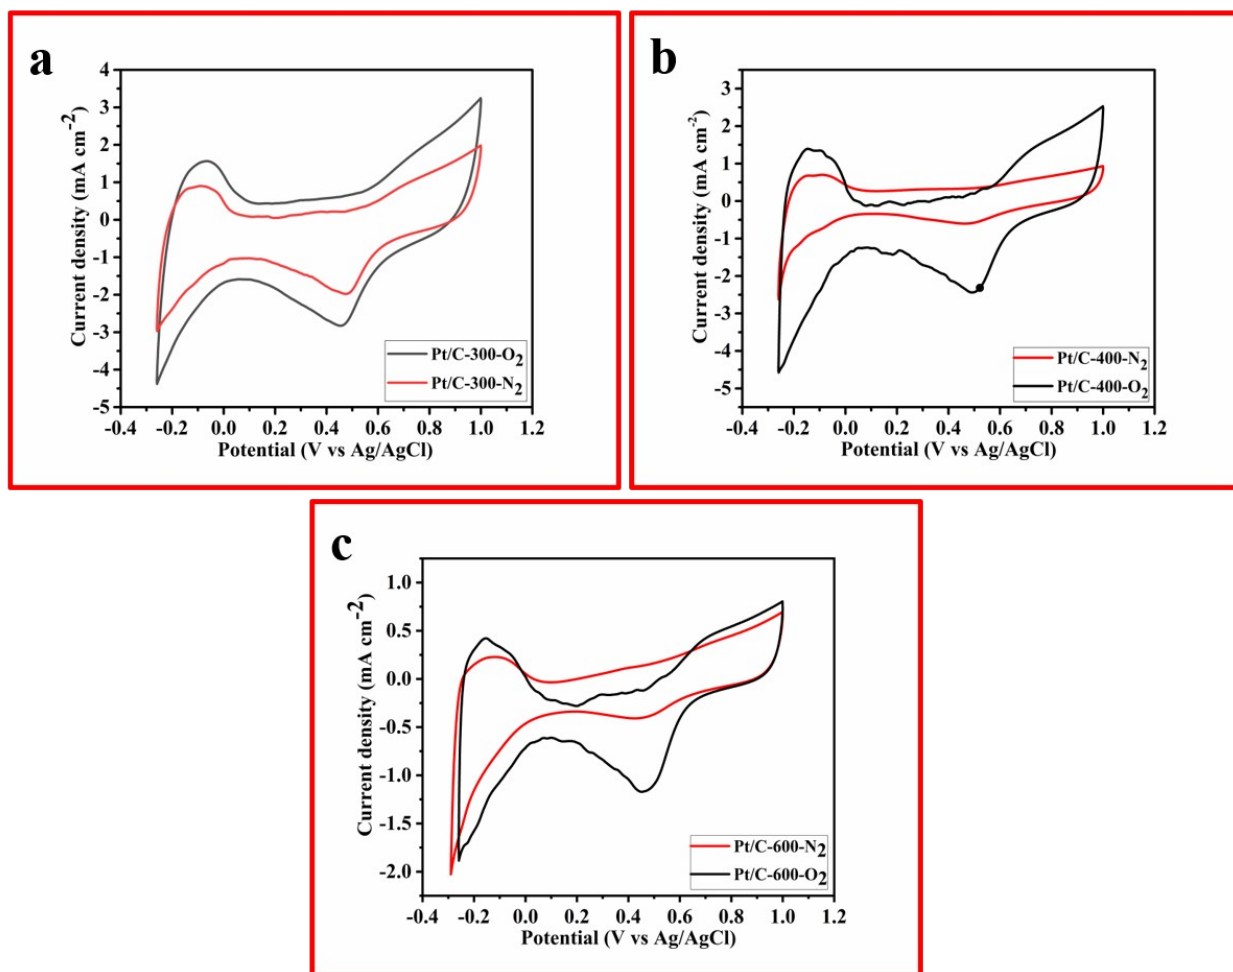 a
4
3
2
1
0
-1
-2
-3
-4
-5
Current density (mA cm-2)
-0.4 -0.2 0.0 0.2 0.4 0.6 0.8 1.0 1.2
Potential (V vs Ag/AgCl)
Pt/C-300-O2
Pt/C-300-N2
b
3
2
1
0
-1
-2
-3
-4
-5
Current density (mA cm-2)
-0.4 -0.2 0.0 0.2 0.4 0.6 0.8 1.0 1.2
Potential (V vs Ag/AgCl)
Pt/C-400-N2
Pt/C-400-O2
c
1.0
0.5
0.0
-0.5
-1.0
-1.5
-2.0
Current density (mA cm-2)
-0.4 -0.2 0.0 0.2 0.4 0.6 0.8 1.0 1.2
Potential (V vs Ag/AgCl)
Pt/C-600-N2
Pt/C-600-O2